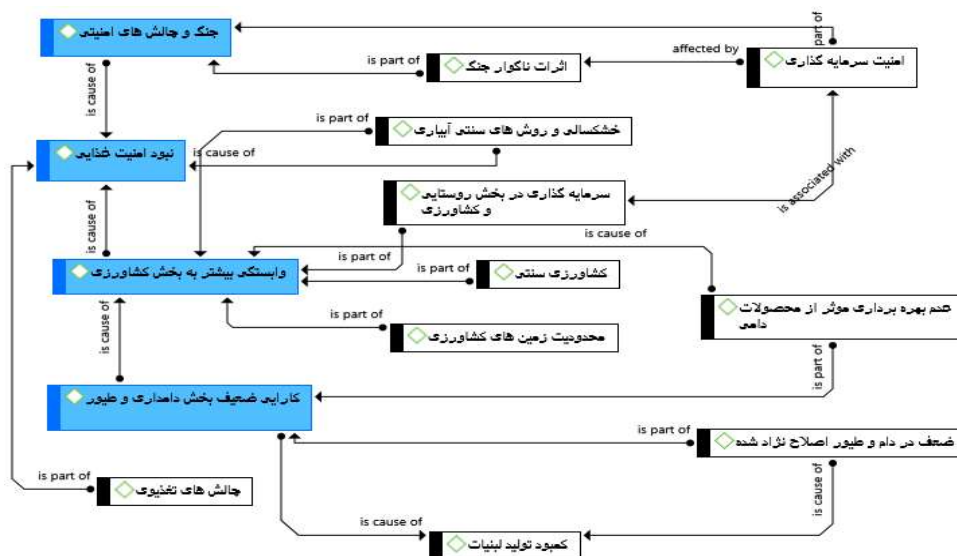 جنگ و چالش های امنیتی
part of
is part of
اثرات ناگوار جنگ
affected by
امنیت سرمایه گذاری
is cause of
is part of
خشکسالی و روش های سنتی آبیاری
نبود امنیت غذایی
is cause of
is associated with
سرمایه گذاری در بخش روستایی
و کشاورزی
is cause of
is cause of
is part of
وابستگی بیشتر به بخش کشاورزی
is part of
کشاورزی سنتی
عدم بهره برداری موثر از محصولات
دامی
is part of
محدودیت زمین های کشاورزی
is cause of
is part of
کارایی ضعیف بخش دامداری و طیور
is part of
ضعف در دام و طیور اصلاح نژاد شده
is part of
چالش های تغذیوی
is cause of
is cause of
کمبود تولید لبنیات